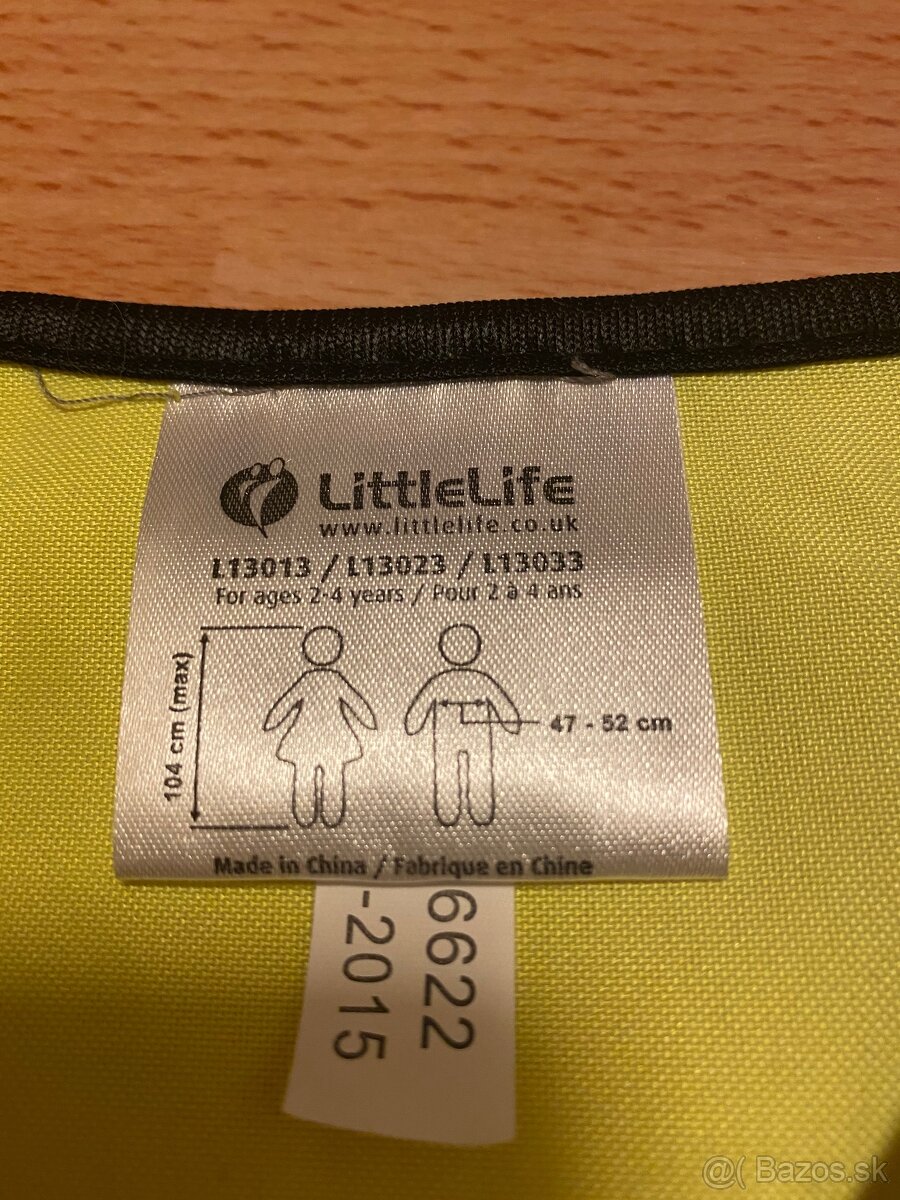 LittleLife
www.littlelife.co.uk
L13013 / L13023 / L13033
For ages 2-4 years / Pour 2 à 4 ans
104 cm (max)
47 - 52 cm
Made in China / Fabrique en Chine
6622
-2015
@( Bazos.sk